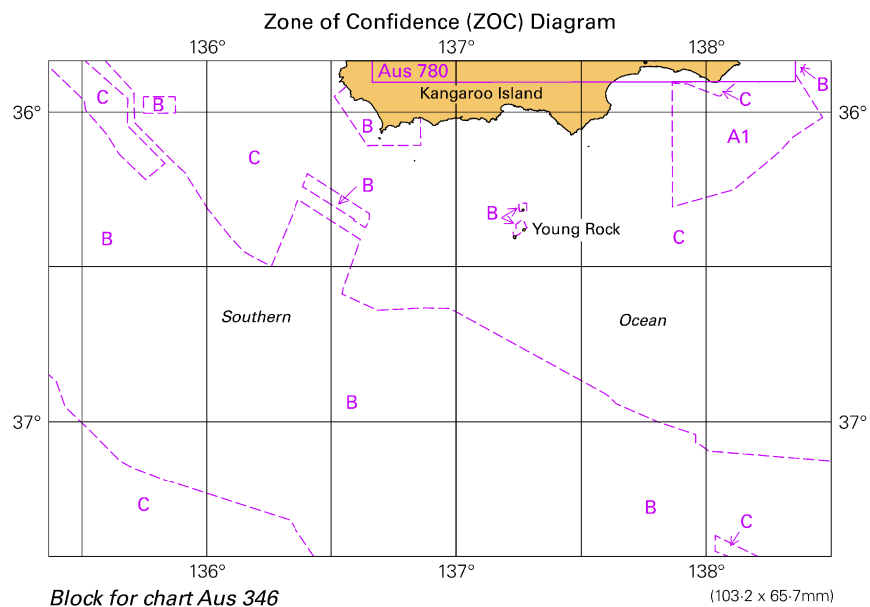 Zone of Confidence (ZOC) Diagram
136° 137° 138°
Aus 780
B
C B
Kangaroo Island
C
36° 36°
B
A1
C
B
B
Young Rock
B
C
Southern
Ocean
B
37° 37°
C
B
C
136° 137° 138°
Block for chart Aus 346
(103·2 x 65·7mm)